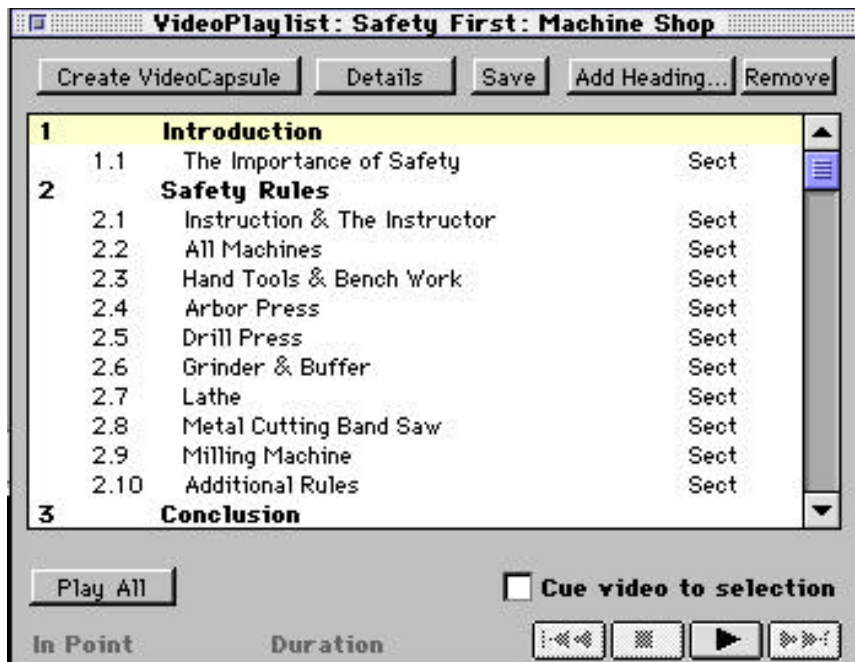 VideoPlaylist: Safety First: Machine Shop
Create VideoCapsule Details Save Add Heading... Remove
1 Introduction
1.1 The Importance of Safety Sect
2 Safety Rules
2.1 Instruction & The Instructor Sect
2.2 All Machines Sect
2.3 Hand Tools & Bench Work Sect
2.4 Arbor Press Sect
2.5 Drill Press Sect
2.6 Grinder & Buffer Sect
2.7 Lathe Sect
2.8 Metal Cutting Band Saw Sect
2.9 Milling Machine Sect
2.10 Additional Rules Sect
3 Conclusion
Play All Cue video to selection
In Point Duration